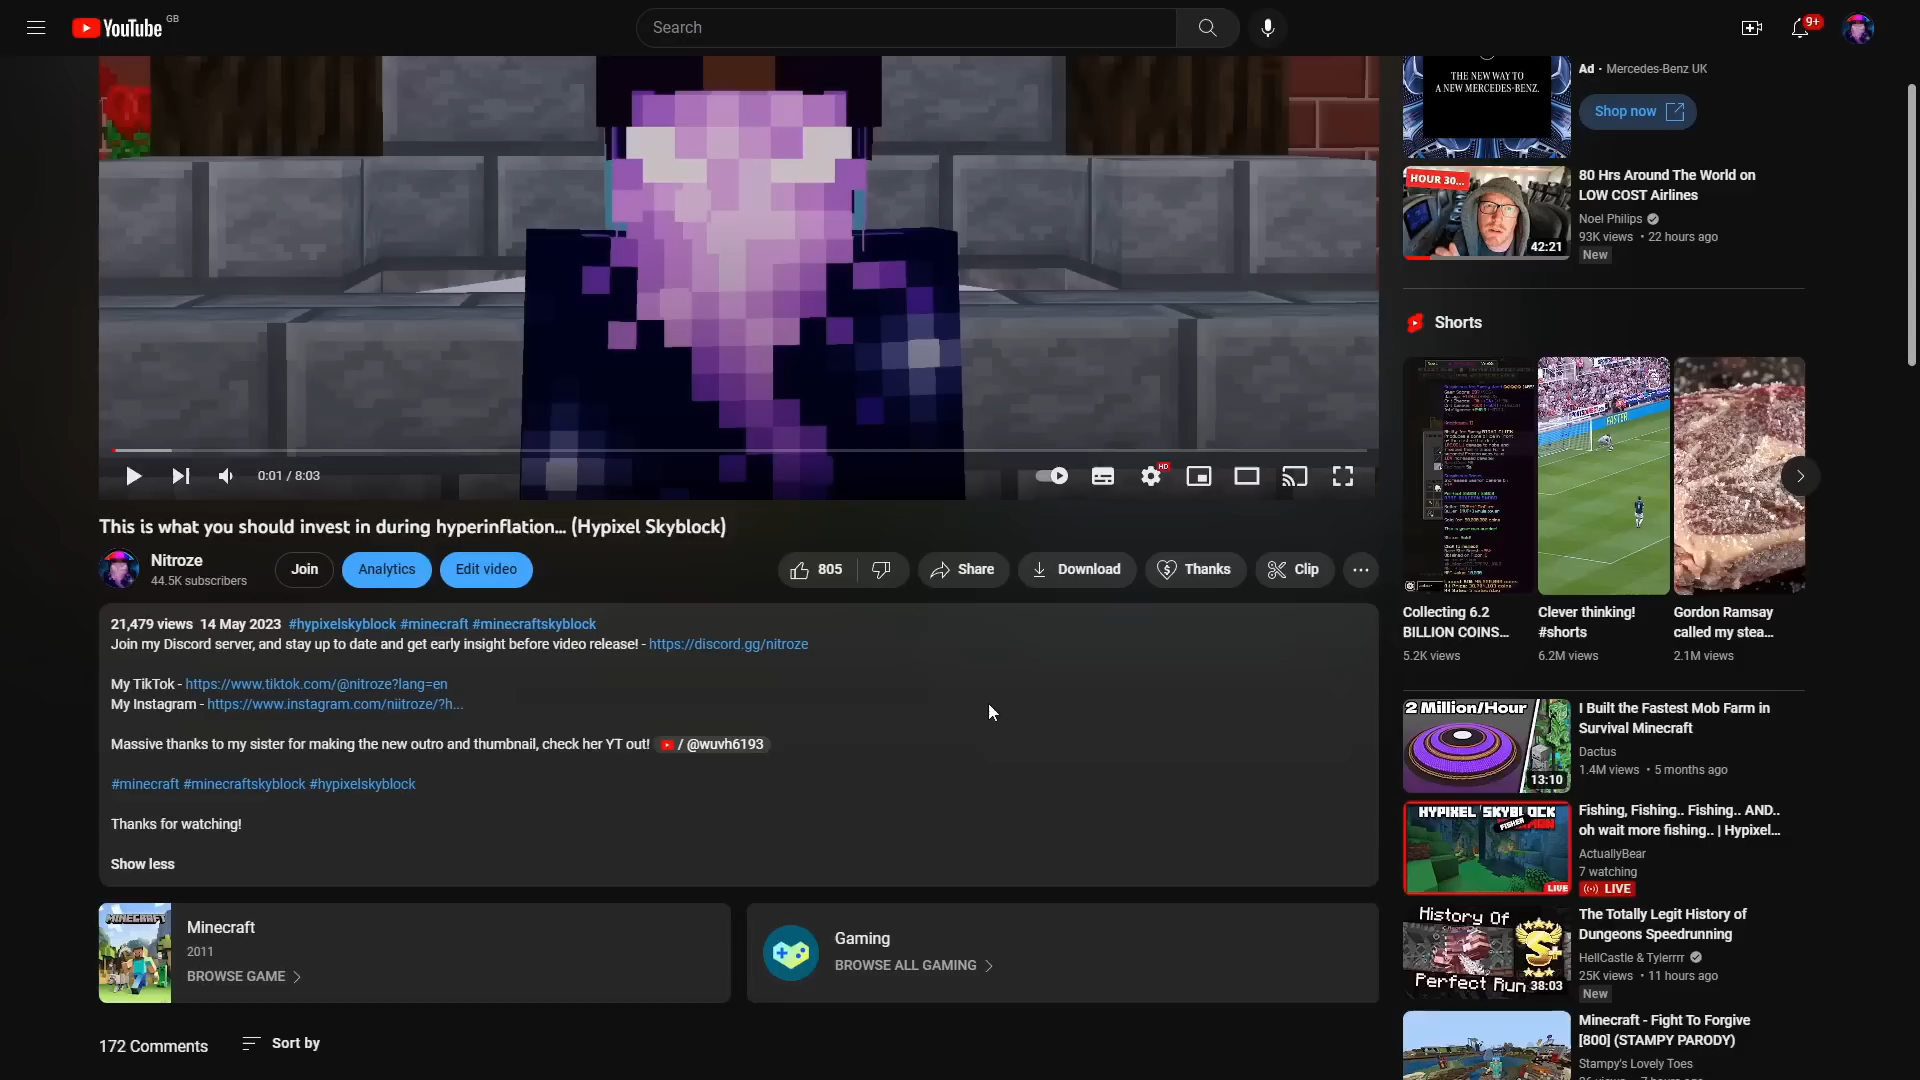 YouTube GB
Search
9+
THE NEW WAY TO
A NEW MERCEDES-BENZ.
Ad • Mercedes-Benz UK
Shop now
HOUR 30...
42:21
80 Hrs Around The World on
LOW COST Airlines
Noel Philips
93K views • 22 hours ago
New
Shorts
FASTER
Collecting 6.2
BILLION COINS...
5.2K views
Clever thinking!
#shorts
6.2M views
Gordon Ramsay
called my stea...
2.1M views
0:01 / 8:03
HD
This is what you should invest in during hyperinflation... (Hypixel Skyblock)
Nitroze
44.5K subscribers
Join
Analytics
Edit video
805
Share
Download
Thanks
Clip
21,479 views 14 May 2023 #hypixelskyblock #minecraft #minecraftskyblock
Join my Discord server, and stay up to date and get early insight before video release! - https://discord.gg/nitroze
My TikTok - https://www.tiktok.com/@nitroze?lang=en
My Instagram - https://www.instagram.com/niitroze/?h...
Massive thanks to my sister for making the new outro and thumbnail, check her YT out! / @wuvh6193
#minecraft #minecraftskyblock #hypixelskyblock
Thanks for watching!
Show less
MINECRAFT
Minecraft
2011
BROWSE GAME
Gaming
BROWSE ALL GAMING
172 Comments
Sort by
2 Million/Hour
13:10
I Built the Fastest Mob Farm in
Survival Minecraft
Dactus
1.4M views • 5 months ago
HYPIXEL SKYBLOCK
FISHER
LIVE
Fishing, Fishing.. Fishing.. AND..
oh wait more fishing.. | Hypixel...
ActuallyBear
7 watching
LIVE
History Of
S+
Perfect Run
38:03
The Totally Legit History of
Dungeons Speedrunning
HellCastle & Tylerrrr
25K views • 11 hours ago
New
Minecraft - Fight To Forgive
[800] (STAMPY PARODY)
Stampy's Lovely Toes